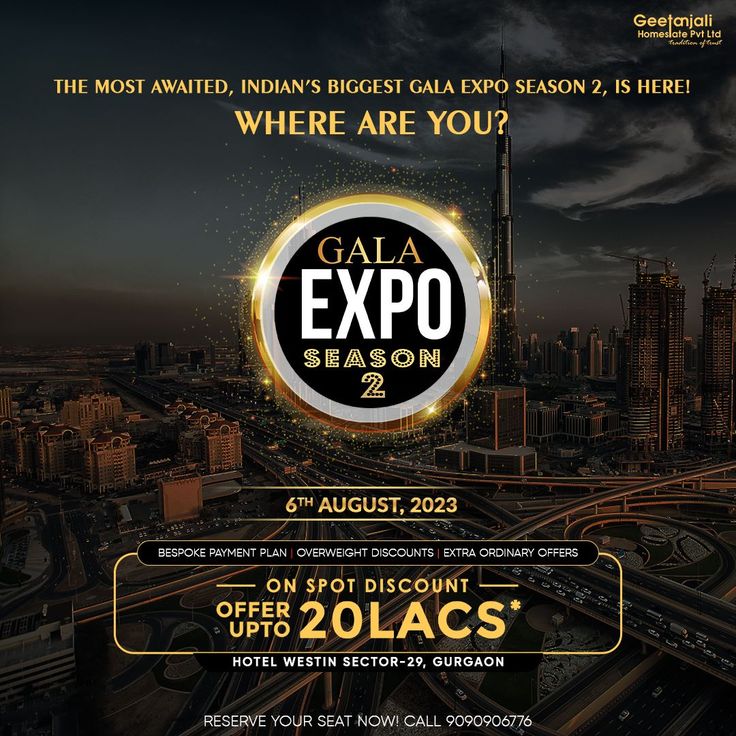 Geetanjali
Homestate Pvt Ltd
tradition of trust
THE MOST AWAITED, INDIAN'S BIGGEST GALA EXPO SEASON 2, IS HERE!
WHERE ARE YOU?
GALA
EXPO
SEASON
2
6TH AUGUST, 2023
BESPOKE PAYMENT PLAN | OVERWEIGHT DISCOUNTS | EXTRA ORDINARY OFFERS
ON SPOT DISCOUNT
OFFER UPTO 20LACS*
HOTEL WESTIN SECTOR-29, GURGAON
RESERVE YOUR SEAT NOW! CALL 9090906776